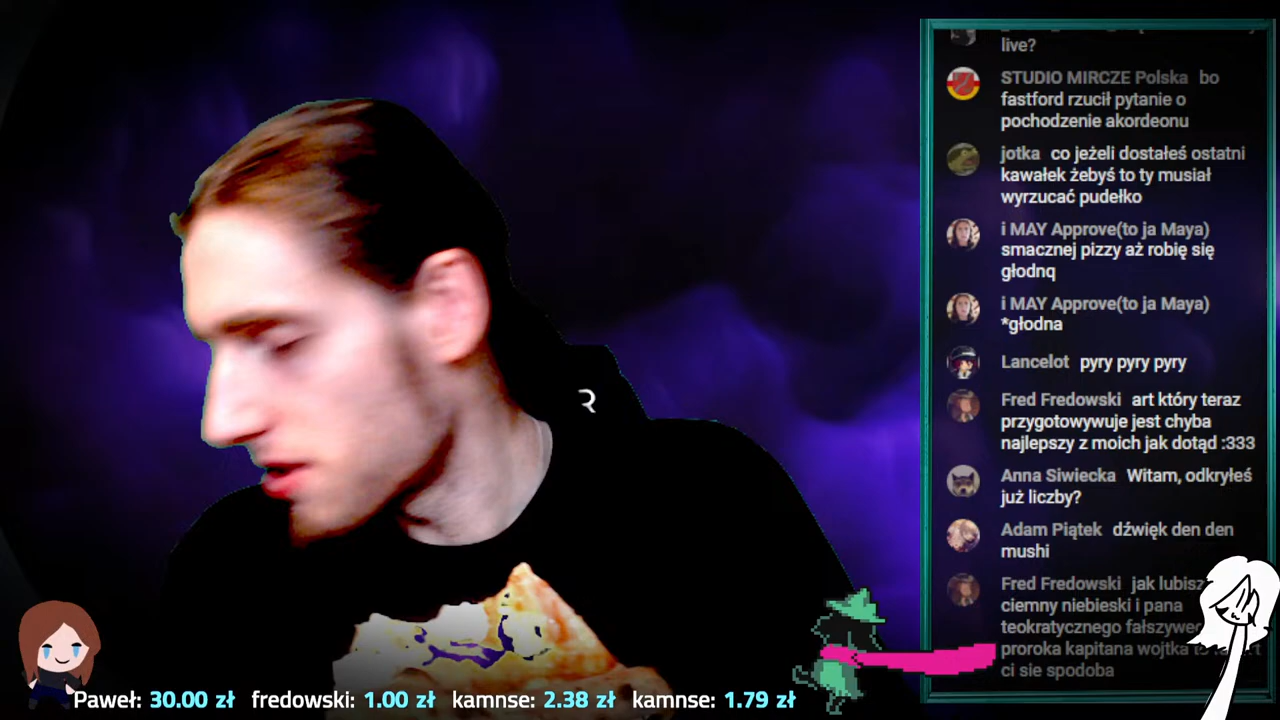 live?
STUDIO MIRCZE Polska bo
fastford rzucił pytanie o
pochodzenie akordeonu
jotka co jeżeli dostałeś ostatni
kawałek żebyś to ty musiał
wyrzucać pudełko
i MAY Approve(to ja Maya)
smacznej pizzy aż robię się
głodnq
i MAY Approve(to ja Maya)
*głodna
Lancelot pyry pyry pyry
Fred Fredowski art który teraz
przygotowywuje jest chyba
najlepszy z moich jak dotąd :333
Anna Siwiecka Witam, odkryłeś
już liczby?
Adam Piątek dźwięk den den
mushi
Fred Fredowski jak lubisz
ciemny niebieski i pana
teokratycznego
proroka kapitana wojtka to
ci sie spodoba
R
Paweł: 30.00 zł fredowski: 1.00 zł kamnse: 2.38 zł kamnse: 1.79 zł